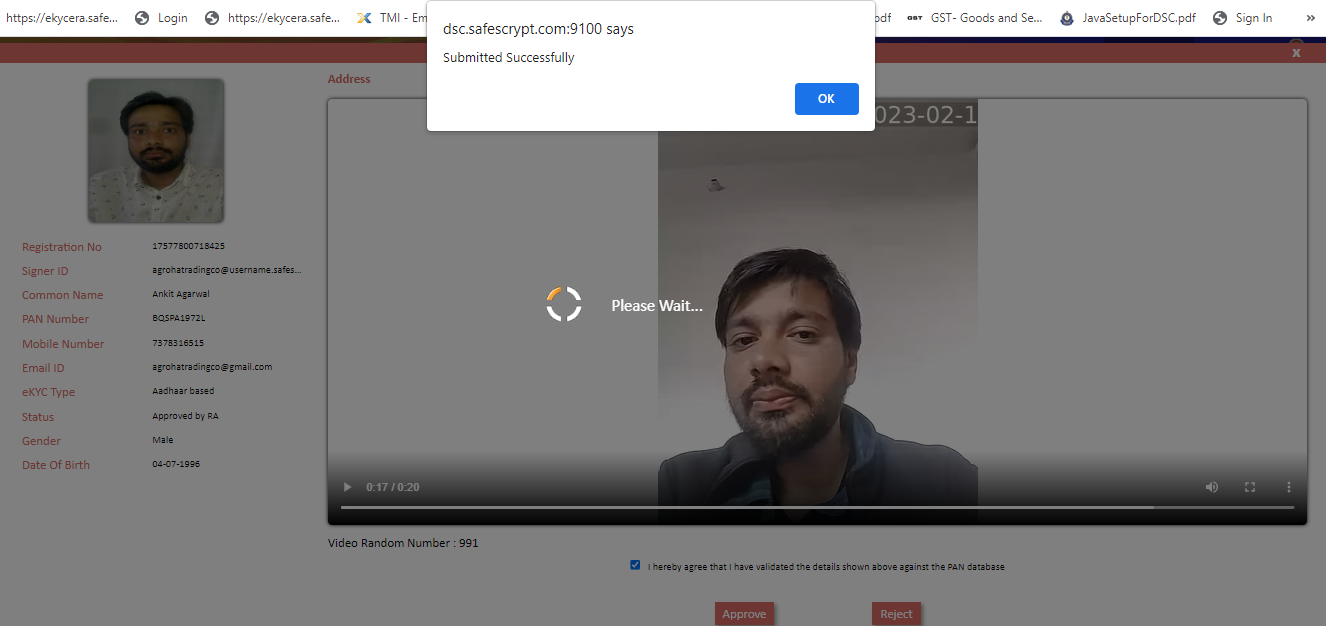 https://ekycera.safe...
Login
https://ekycera.safe...
TMI - Em
pdf
GST
GST- Goods and Se...
JavaSetupForDSC.pdf
Sign In
»
dsc.safescrypt.com:9100 says
Submitted Successfully
OK
x
Address
023-02-1
Registration No 17577800718425
Signer ID agrohatradingco@username.safes...
Common Name Ankit Agarwal
PAN Number BQSPA1972L
Mobile Number 7378316515
Email ID agrohatradingco@gmail.com
eKYC Type Aadhaar based
Status Approved by RA
Gender Male
Date Of Birth 04-07-1996
Please Wait...
0:17 / 0:20
Video Random Number : 991
I hereby agree that I have validated the details shown above against the PAN database
Approve
Reject